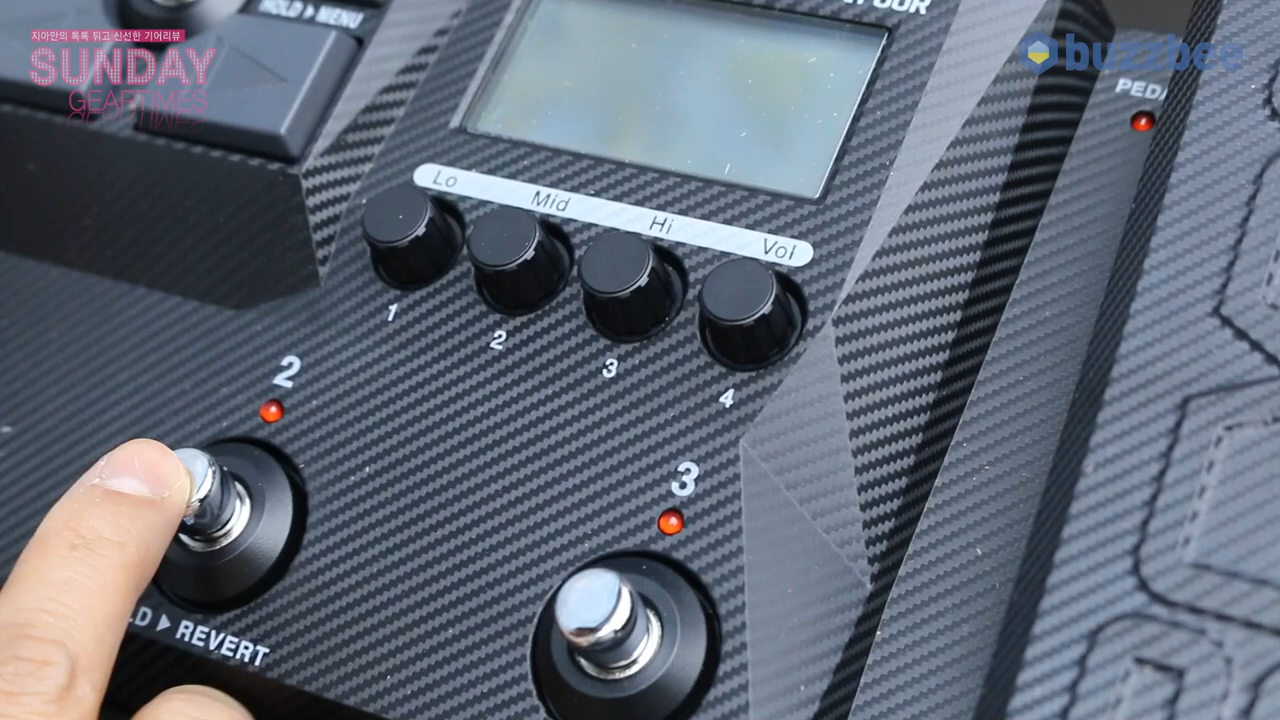 HOLD ▶ MENU
지아만의 톡톡 튀고 신선한 기어리뷰
SUNDAY
GEARTIMES
buzzbee
PEDA
Lo Mid Hi Vol
1 2 3 4
2
3
LD ▶ REVERT